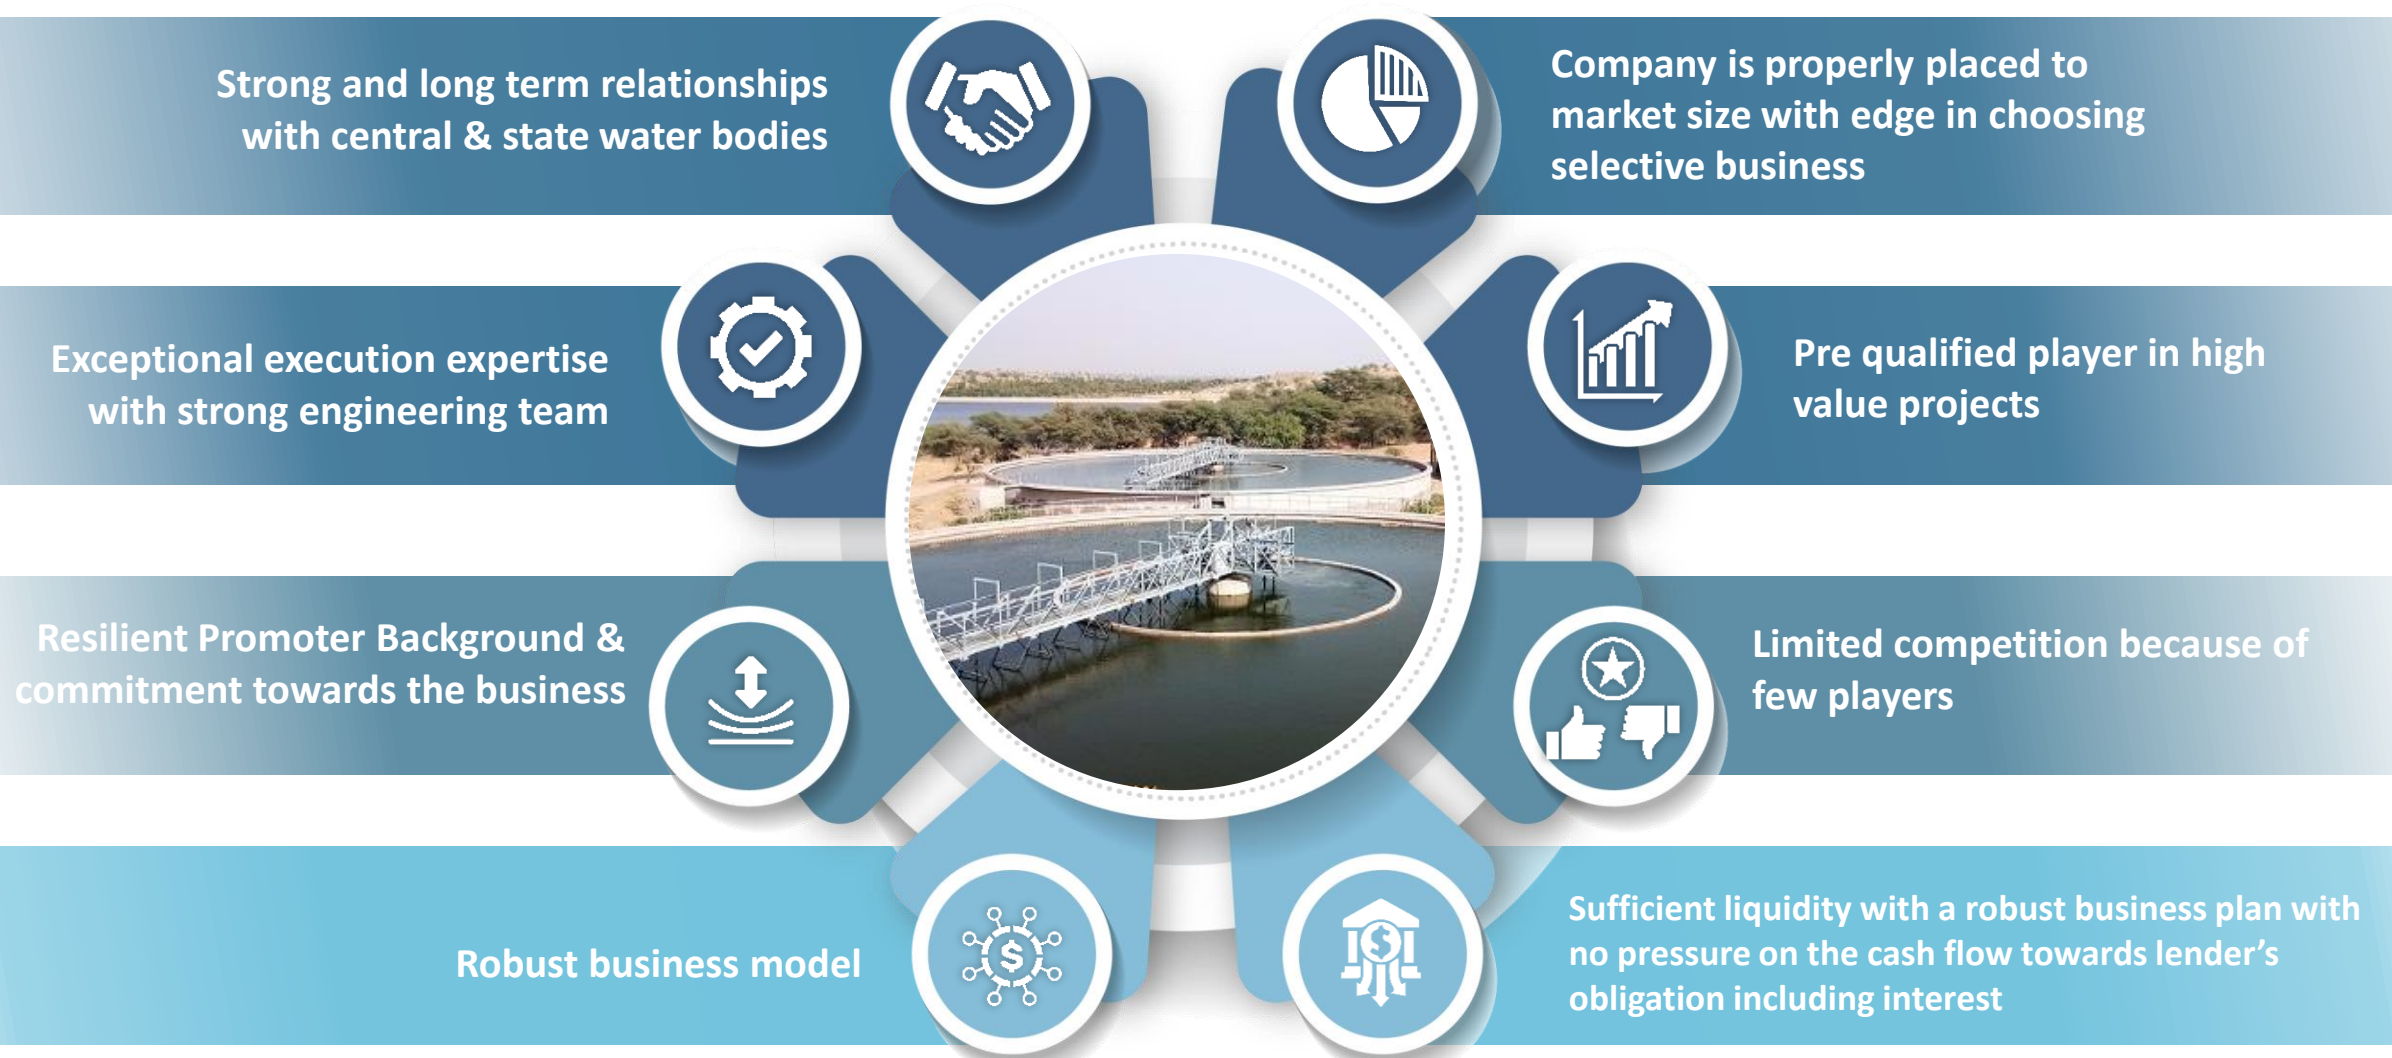 Strong and long term relationships
with central & state water bodies
Company is properly placed to
market size with edge in choosing
selective business
Exceptional execution expertise
with strong engineering team
Pre qualified player in high
value projects
Resilient Promoter Background &
commitment towards the business
Limited competition because of
few players
Robust business model
Sufficient liquidity with a robust business plan with
no pressure on the cash flow towards lender’s
obligation including interest